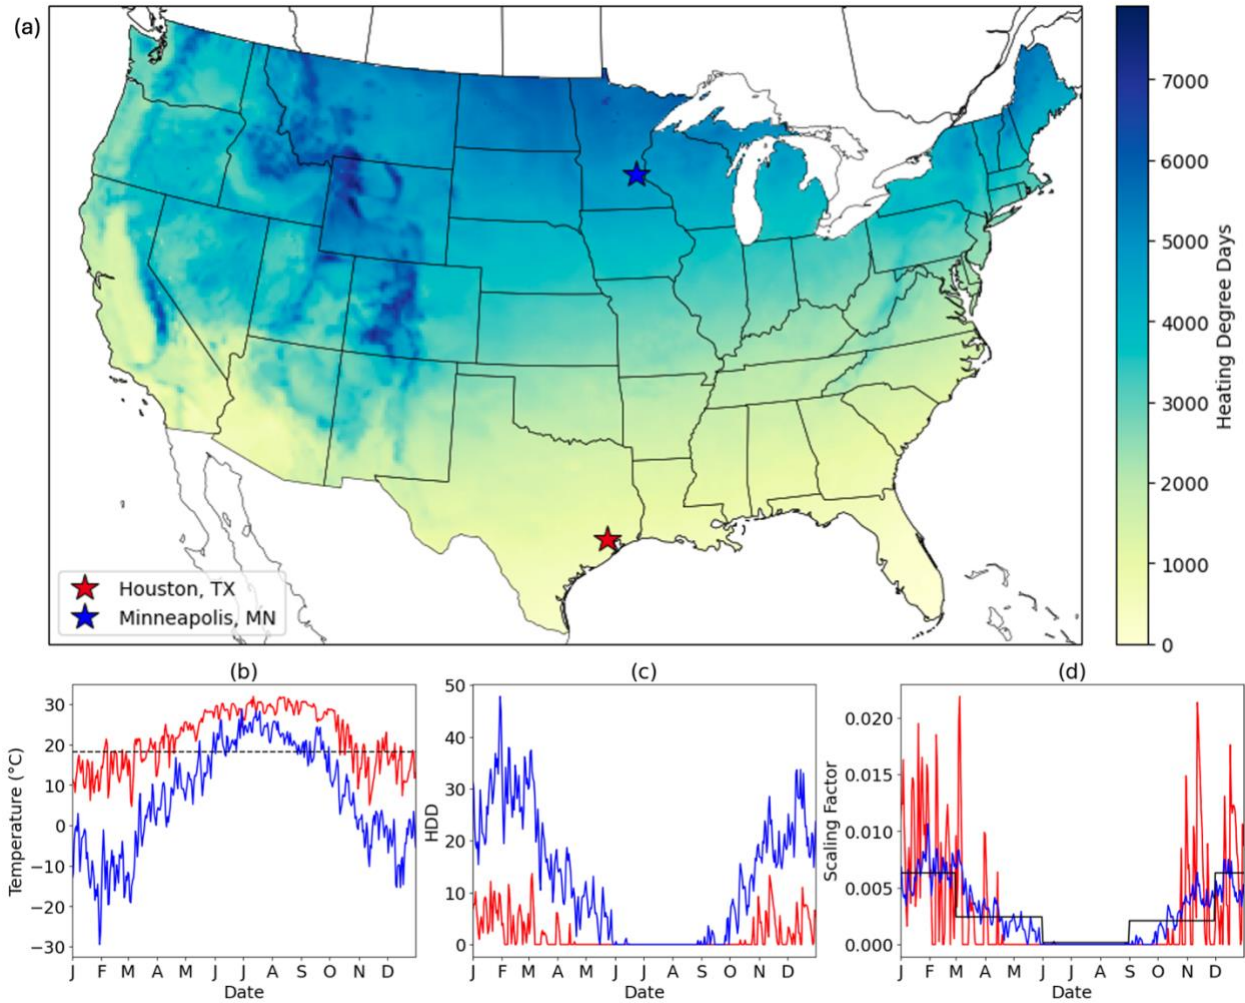 (a)
7000
6000
5000
4000
3000
2000
1000
0
Heating Degree Days
Houston, TX
Minneapolis, MN
(b)
30
20
10
0
−10
−20
−30
Temperature (°C)
J F M A M J J A S O N D
Date
(c)
50
40
30
20
10
0
HDD
J F M A M J J A S O N D
Date
(d)
0.020
0.015
0.010
0.005
0.000
Scaling Factor
J F M A M J J A S O N D
Date